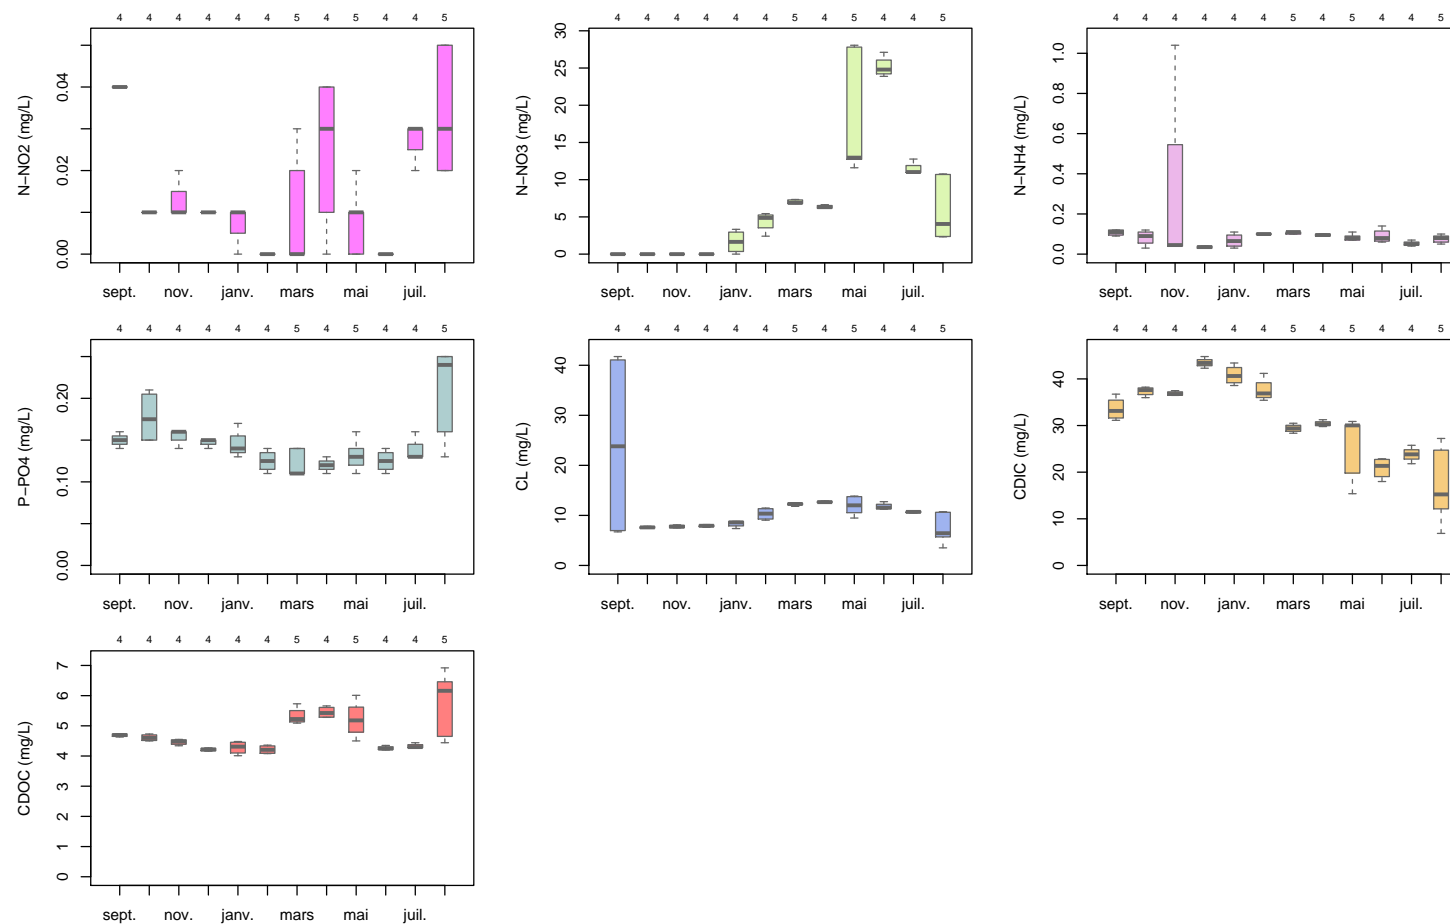 4 4 4 4 4 4 5 4 5 4 4 5
N−NO2 (mg/L)
0.04
0.02
0.00
sept. nov. janv. mars mai juil.
4 4 4 4 4 4 5 4 5 4 4 5
N−NO3 (mg/L)
30
25
20
15
10
5
0
sept. nov. janv. mars mai juil.
4 4 4 4 4 4 5 4 5 4 4 5
N−NH4 (mg/L)
1.0
0.8
0.6
0.4
0.2
0.0
sept. nov. janv. mars mai juil.
4 4 4 4 4 4 5 4 5 4 4 5
P−PO4 (mg/L)
0.20
0.10
0.00
sept. nov. janv. mars mai juil.
4 4 4 4 4 4 5 4 5 4 4 5
CL (mg/L)
40
30
20
10
0
sept. nov. janv. mars mai juil.
4 4 4 4 4 4 5 4 5 4 4 5
CDIC (mg/L)
40
30
20
10
0
sept. nov. janv. mars mai juil.
4 4 4 4 4 4 5 4 5 4 4 5
CDOC (mg/L)
7
6
5
4
3
2
1
0
sept. nov. janv. mars mai juil.